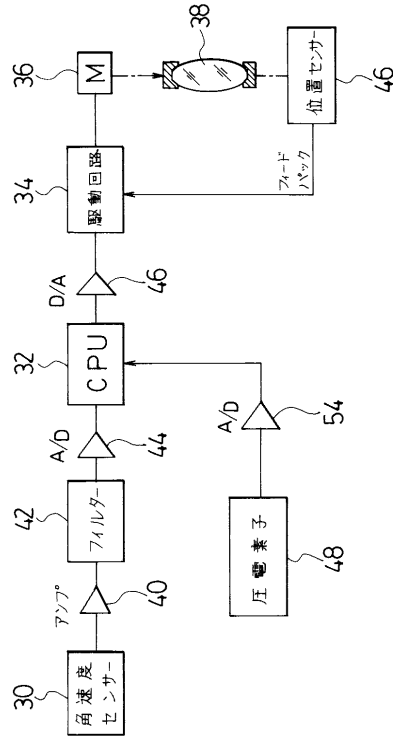 30
角速度
センサー
アンプ
40
42
フィルター
A/D
44
32
CPU
D/A
46
34
駆動回路
36
M
38
フィード
バック
位置センサー
46
圧電素子
48
A/D
54